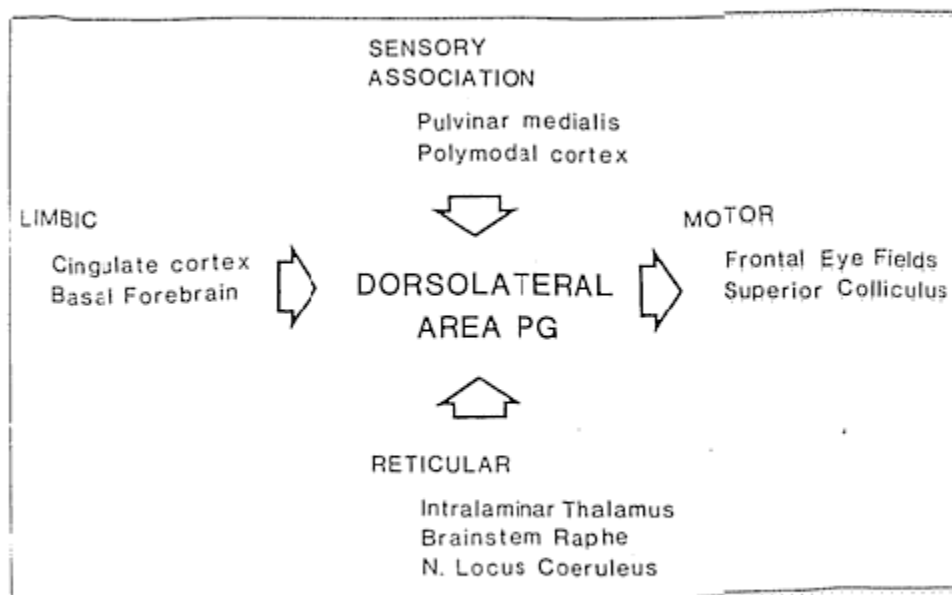 SENSORY
ASSOCIATION
Pulvinar medialis
Polymodal cortex
LIMBIC
Cingulate cortex
Basal Forebrain
DORSOLATERAL
AREA PG
MOTOR
Frontal Eye Fields
Superior Colliculus
RETICULAR
Intralaminar Thalamus
Brainstem Raphe
N. Locus Coeruleus